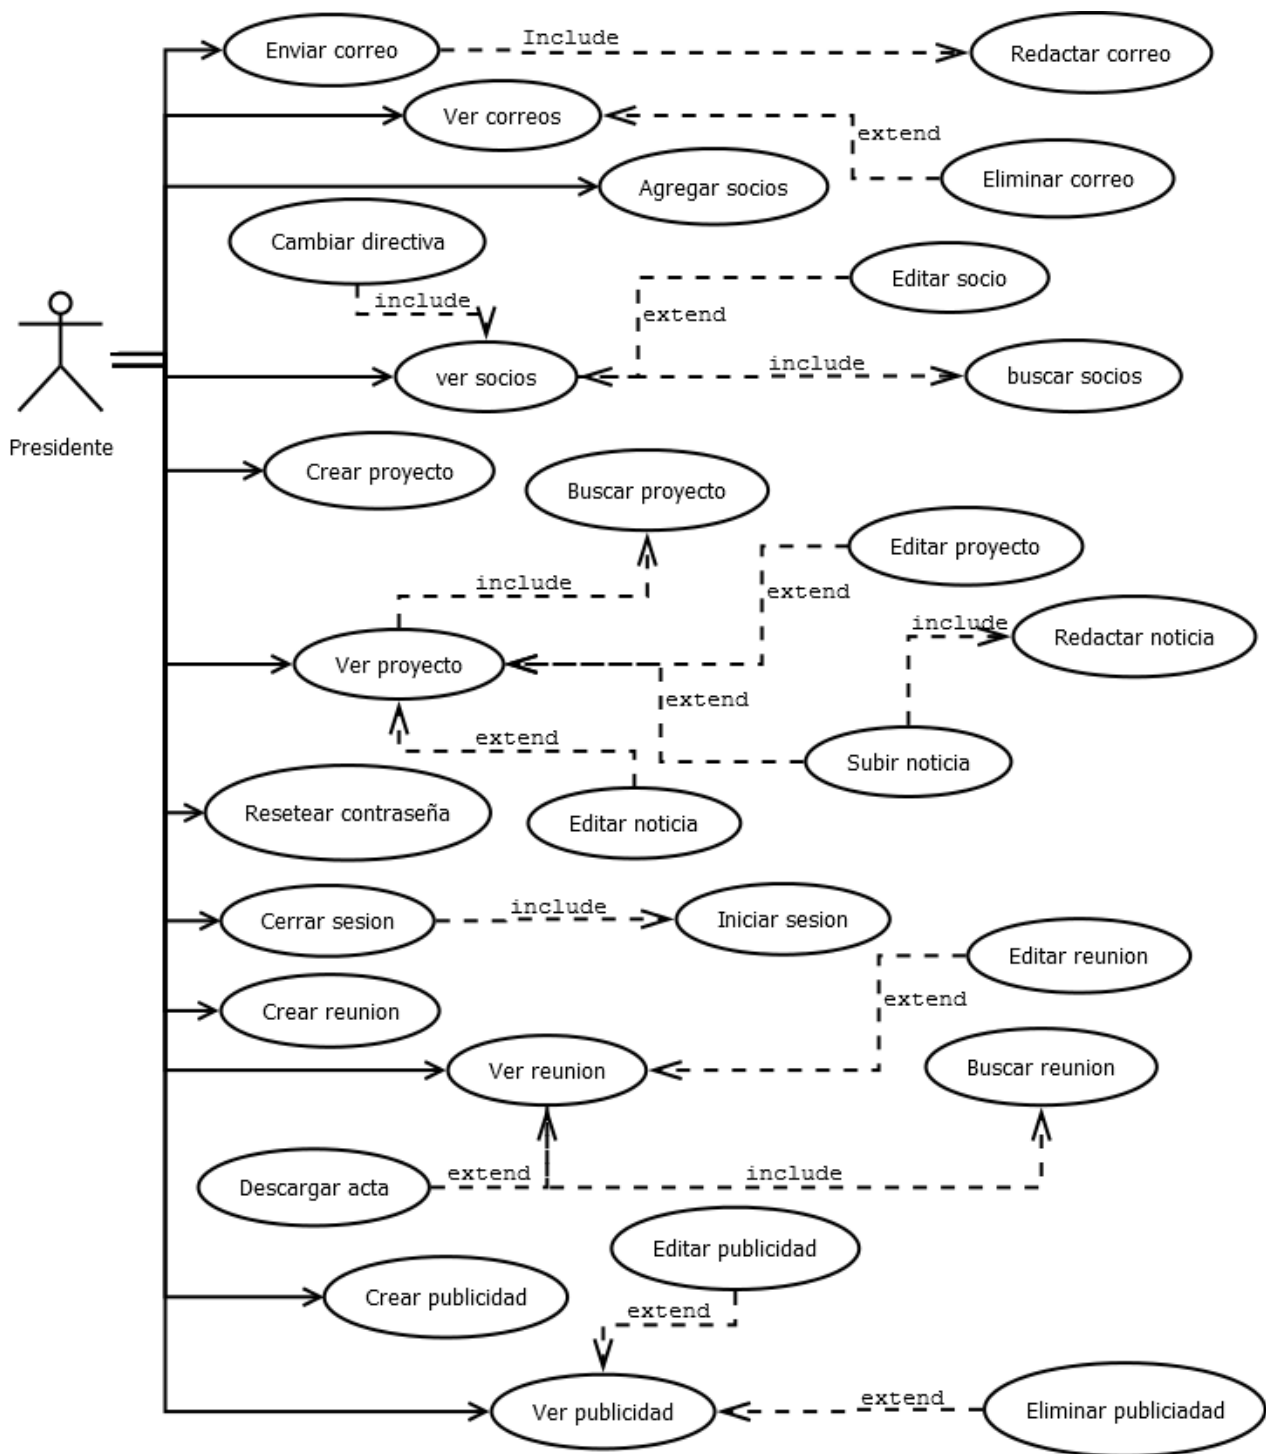 Enviar correo
Include
Redactar correo
Ver correos
extend
Eliminar correo
Agregar socios
Cambiar directiva
include
Editar socio
extend
ver socios
include
buscar socios
Presidente
Crear proyecto
Buscar proyecto
Editar proyecto
include
extend
Ver proyecto
include
Redactar noticia
extend
extend
Subir noticia
Resetear contraseña
Editar noticia
Cerrar sesion
include
Iniciar sesion
Editar reunion
extend
Crear reunion
Ver reunion
Buscar reunion
Descargar acta
extend
include
Editar publicidad
Crear publicidad
extend
Ver publicidad
extend
Eliminar publiciadad